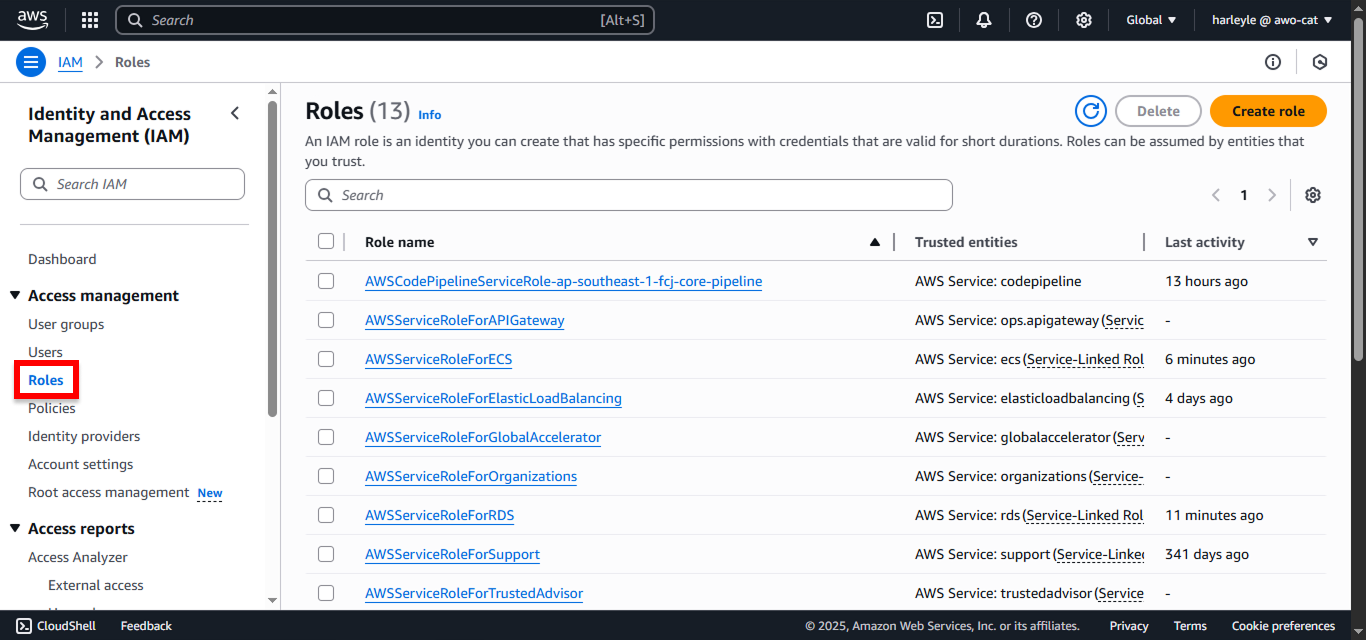 aws
Search [Alt+S]
Global ▼
harleyle @ awo-cat ▼
IAM > Roles
Identity and Access
Management (IAM)
Search IAM
Dashboard
Access management
User groups
Users
Roles
Policies
Identity providers
Account settings
Root access management New
Access reports
Access Analyzer
External access
Roles (13) Info
Delete
Create role
An IAM role is an identity you can create that has specific permissions with credentials that are valid for short durations. Roles can be assumed by entities that
you trust.
Search
1
Role name Trusted entities Last activity
AWSCodePipelineServiceRole-ap-southeast-1-fcj-core-pipeline AWS Service: codepipeline 13 hours ago
AWSServiceRoleForAPIGateway AWS Service: ops.apigateway (Servic -
AWSServiceRoleForECS AWS Service: ecs (Service-Linked Rol 6 minutes ago
AWSServiceRoleForElasticLoadBalancing AWS Service: elasticloadbalancing (S 4 days ago
AWSServiceRoleForGlobalAccelerator AWS Service: globalaccelerator (Serv -
AWSServiceRoleForOrganizations AWS Service: organizations (Service- -
AWSServiceRoleForRDS AWS Service: rds (Service-Linked Rol 11 minutes ago
AWSServiceRoleForSupport AWS Service: support (Service-Linke 341 days ago
AWSServiceRoleForTrustedAdvisor AWS Service: trustedadvisor (Service -
CloudShell Feedback © 2025, Amazon Web Services, Inc. or its affiliates. Privacy Terms Cookie preferences